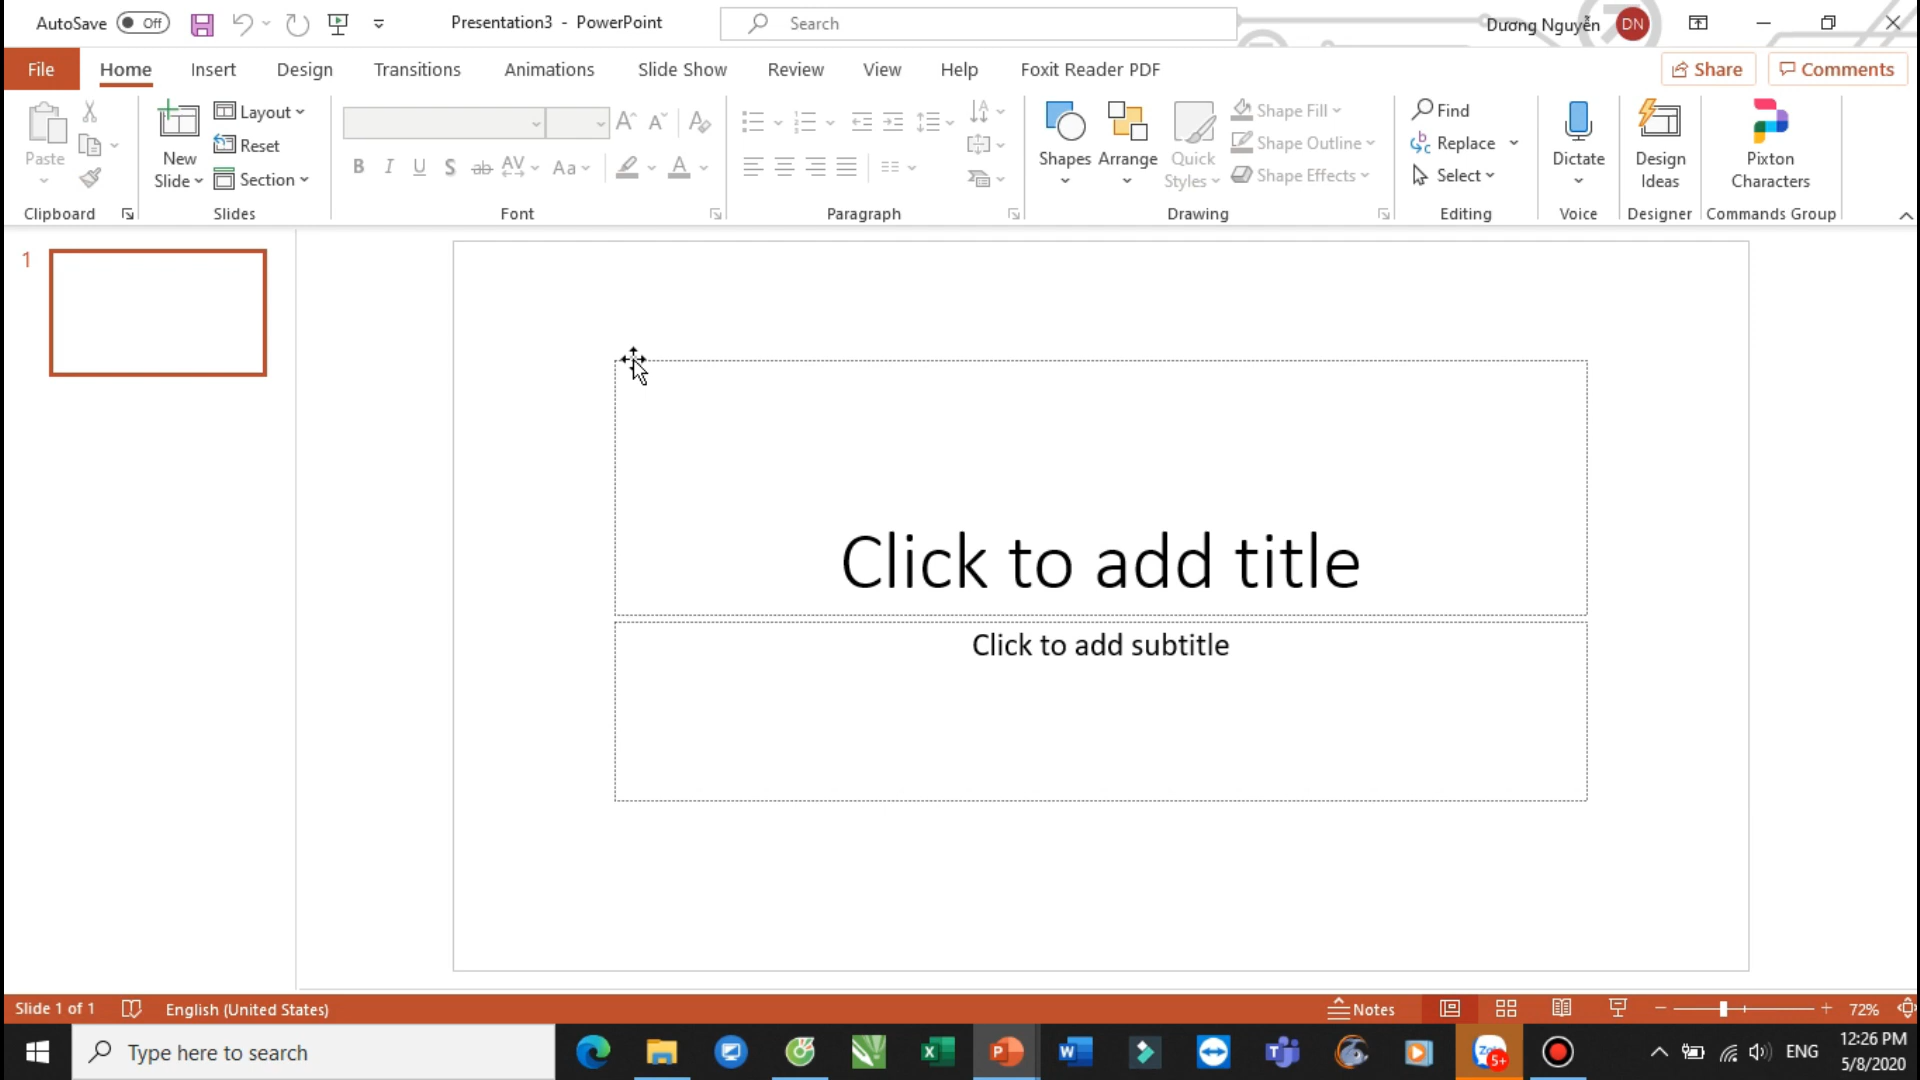 AutoSave Off Presentation3 - PowerPoint Search Dương Nguyễn DN
File Home Insert Design Transitions Animations Slide Show Review View Help Foxit Reader PDF Share Comments
Paste
Clipboard
New
Slide
Layout
Reset
Section
Slides
B I U S ab AV Aa A
Font
Paragraph
Shapes
Arrange
Quick
Styles
Shape Fill
Shape Outline
Shape Effects
Drawing
Find
Replace
Select
Editing
Dictate
Voice
Design
Ideas
Designer
Pixton
Characters
Commands Group
1
Click to add title
Click to add subtitle
Slide 1 of 1 English (United States) Notes 72%
Type here to search ENG
12:26 PM
5/8/2020
5+